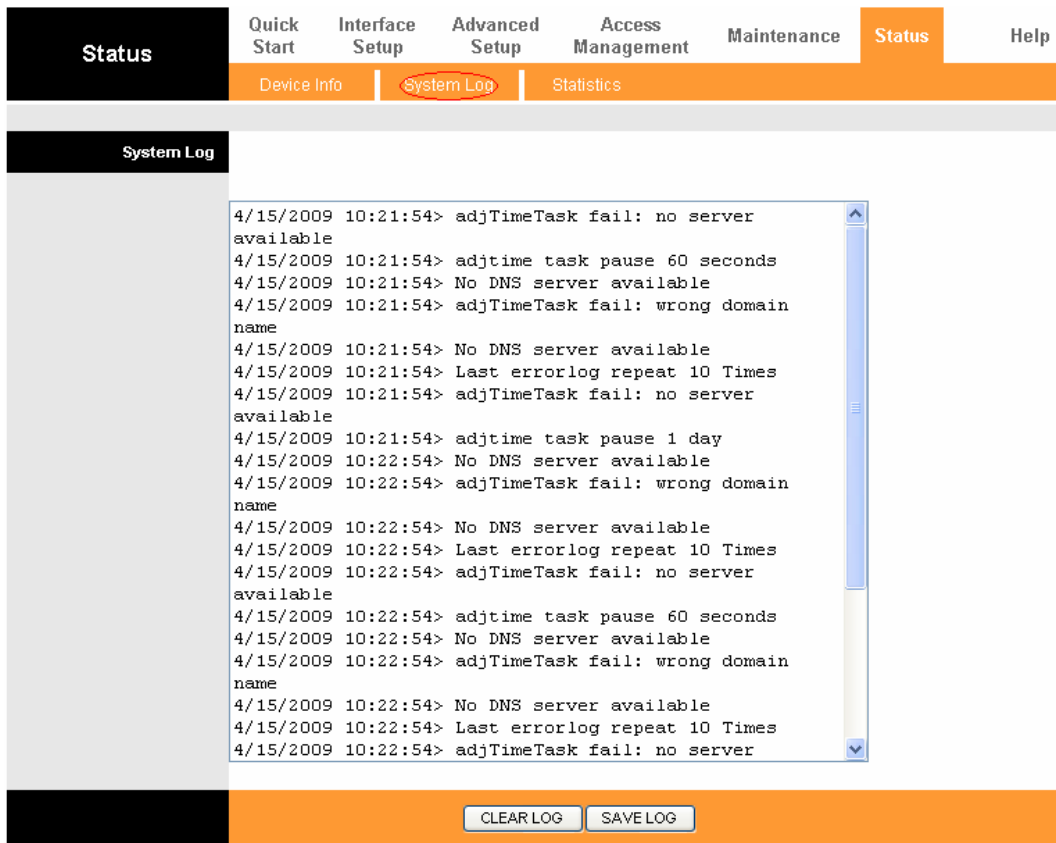 Status
Quick Start
Interface Setup
Advanced Setup
Access Management
Maintenance
Status
Help
Device Info
System Log
Statistics
System Log
4/15/2009 10:21:54> adjTimeTask fail: no server
available
4/15/2009 10:21:54> adjtime task pause 60 seconds
4/15/2009 10:21:54> No DNS server available
4/15/2009 10:21:54> adjTimeTask fail: wrong domain
name
4/15/2009 10:21:54> No DNS server available
4/15/2009 10:21:54> Last errorlog repeat 10 Times
4/15/2009 10:21:54> adjTimeTask fail: no server
available
4/15/2009 10:21:54> adjtime task pause 1 day
4/15/2009 10:22:54> No DNS server available
4/15/2009 10:22:54> adjTimeTask fail: wrong domain
name
4/15/2009 10:22:54> No DNS server available
4/15/2009 10:22:54> Last errorlog repeat 10 Times
4/15/2009 10:22:54> adjTimeTask fail: no server
available
4/15/2009 10:22:54> adjtime task pause 60 seconds
4/15/2009 10:22:54> No DNS server available
4/15/2009 10:22:54> adjTimeTask fail: wrong domain
name
4/15/2009 10:22:54> No DNS server available
4/15/2009 10:22:54> Last errorlog repeat 10 Times
4/15/2009 10:22:54> adjTimeTask fail: no server
CLEAR LOG
SAVE LOG